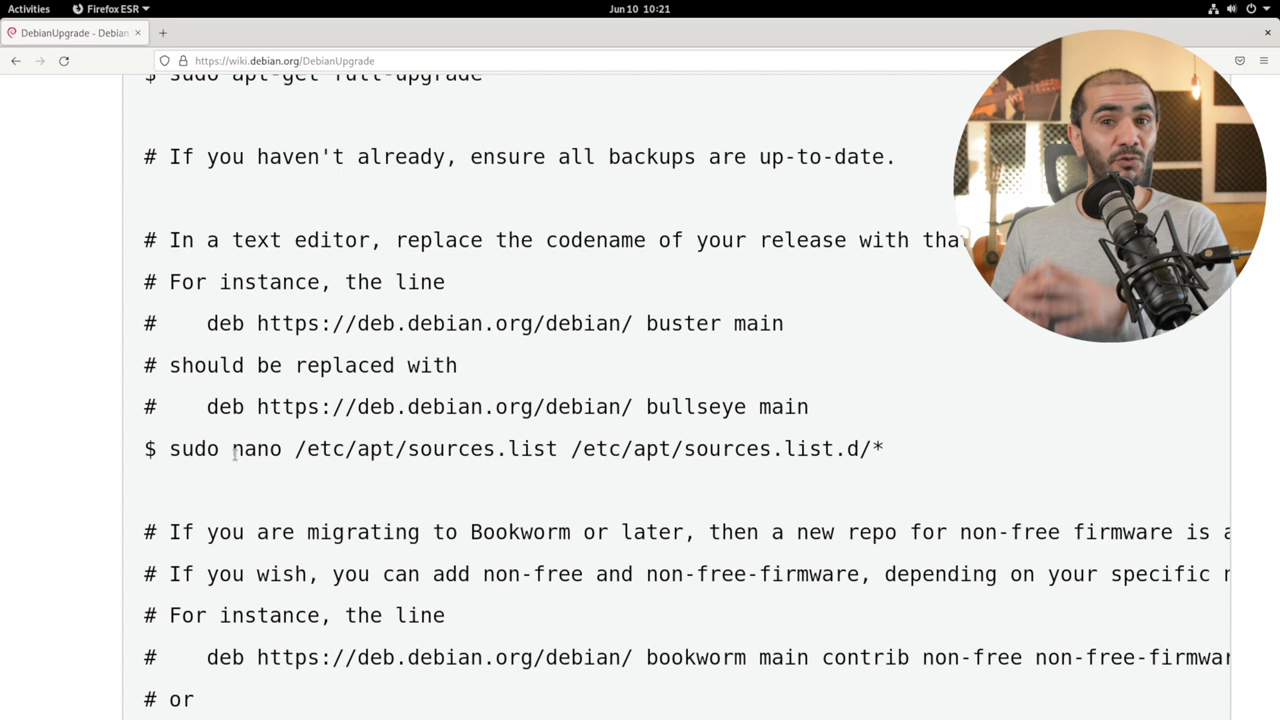 Activities
Firefox ESR
Jun 10 10:21
DebianUpgrade - Debian
https://wiki.debian.org/DebianUpgrade
$ sudo apt-get full-upgrade
# If you haven't already, ensure all backups are up-to-date.
# In a text editor, replace the codename of your release with
# For instance, the line
#    deb https://deb.debian.org/debian/ buster main
# should be replaced with
#    deb https://deb.debian.org/debian/ bullseye main
$ sudo nano /etc/apt/sources.list /etc/apt/sources.list.d/*
# If you are migrating to Bookworm or later, then a new repo for non-free firmware is
# If you wish, you can add non-free and non-free-firmware, depending on your specific
# For instance, the line
#    deb https://deb.debian.org/debian/ bookworm main contrib non-free non-free-firmwar
# or